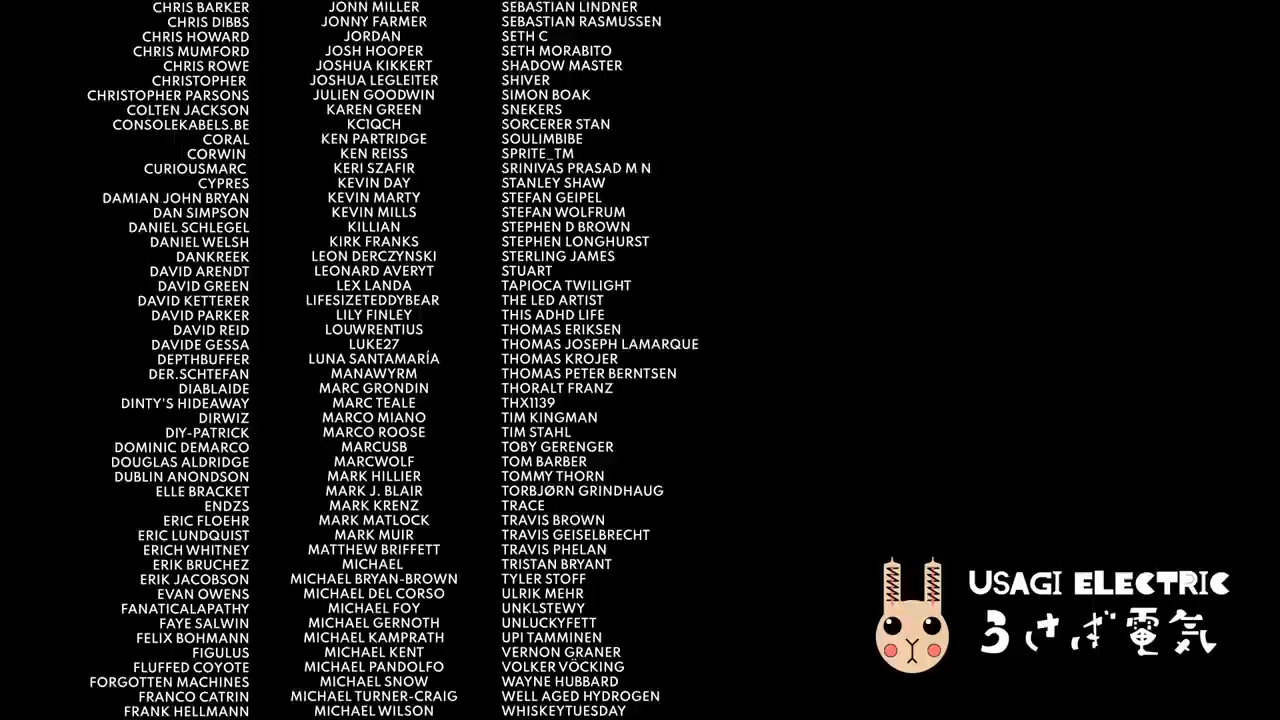 CHRIS BARKER
CHRIS DIBBS
CHRIS HOWARD
CHRIS MUMFORD
CHRIS ROWE
CHRISTOPHER
CHRISTOPHER PARSONS
COLTEN JACKSON
CONSOLEKABELS.BE
CORAL
CORWIN
CURIOUSMARC
CYPRES
DAMIAN JOHN BRYAN
DAN SIMPSON
DANIEL SCHLEGEL
DANIEL WELSH
DANKREEK
DAVID ARENDT
DAVID GREEN
DAVID KETTERER
DAVID PARKER
DAVID REID
DAVIDE GESSA
DEPTHBUFFER
DER.SCHTEFAN
DIABLAIDE
DINTY'S HIDEAWAY
DIRWIZ
DIY-PATRICK
DOMINIC DEMARCO
DOUGLAS ALDRIDGE
DUBLIN ANONDSON
ELLE BRACKET
ENDZS
ERIC FLOEHR
ERIC LUNDQUIST
ERICH WHITNEY
ERIK BRUCHEZ
ERIK JACOBSON
EVAN OWENS
FANATICALAPATHY
FAYE SALWIN
FELIX BOHMANN
FIGULUS
FLUFFED COYOTE
FORGOTTEN MACHINES
FRANCO CATRIN
FRANK HELLMANN
JONN MILLER
JONNY FARMER
JORDAN
JOSH HOOPER
JOSHUA KIKKERT
JOSHUA LEGLEITER
JULIEN GOODWIN
KAREN GREEN
KC1QCH
KEN PARTRIDGE
KEN REISS
KERI SZAFIR
KEVIN DAY
KEVIN MARTY
KEVIN MILLS
KILLIAN
KIRK FRANKS
LEON DERCZYNSKI
LEONARD AVERYT
LEX LANDA
LIFESIZETEDDYBEAR
LILY FINLEY
LOUWRENTIUS
LUKE27
LUNA SANTAMARÍA
MANAWYRM
MARC GRONDIN
MARC TEALE
MARCO MIANO
MARCO ROOSE
MARCUSB
MARCWOLF
MARK HILLIER
MARK J. BLAIR
MARK KRENZ
MARK MATLOCK
MARK MUIR
MATTHEW BRIFFETT
MICHAEL
MICHAEL BRYAN-BROWN
MICHAEL DEL CORSO
MICHAEL FOY
MICHAEL GERNOTH
MICHAEL KAMPRATH
MICHAEL KENT
MICHAEL PANDOLFO
MICHAEL SNOW
MICHAEL TURNER-CRAIG
MICHAEL WILSON
SEBASTIAN LINDNER
SEBASTIAN RASMUSSEN
SETH C
SETH MORABITO
SHADOW MASTER
SHIVER
SIMON BOAK
SNEKERS
SORCERER STAN
SOULIMBIBE
SPRITE_TM
SRINIVAS PRASAD M N
STANLEY SHAW
STEFAN GEIPEL
STEFAN WOLFRUM
STEPHEN D BROWN
STEPHEN LONGHURST
STERLING JAMES
STUART
TAPIOCA TWILIGHT
THE LED ARTIST
THIS ADHD LIFE
THOMAS ERIKSEN
THOMAS JOSEPH LAMARQUE
THOMAS KROJER
THOMAS PETER BERNTSEN
THORALT FRANZ
THX1139
TIM KINGMAN
TIM STAHL
TOBY GERENGER
TOM BARBER
TOMMY THORN
TORBJØRN GRINDHAUG
TRACE
TRAVIS BROWN
TRAVIS GEISELBRECHT
TRAVIS PHELAN
TRISTAN BRYANT
TYLER STOFF
ULRIK MEHR
UNKLSTEWY
UNLUCKYFETT
UPI TAMMINEN
VERNON GRANER
VOLKER VÖCKING
WAYNE HUBBARD
WELL AGED HYDROGEN
WHISKEYTUESDAY
USAGI ELECTRIC
うさぎ電気